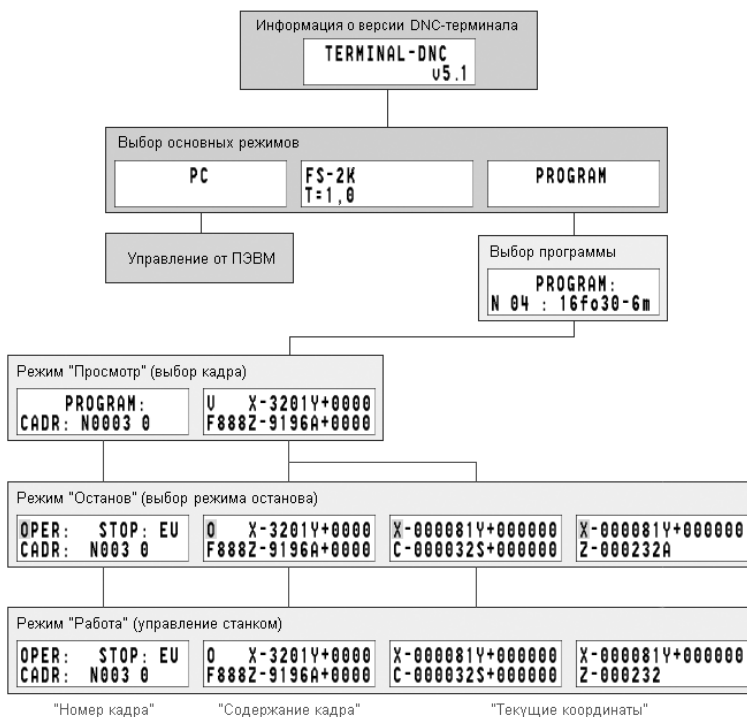 Информация о версии DNC-терминала
TERMINAL-DNC
v5.1
Выбор основных режимов
PC
FS-2K
T=1,0
PROGRAM
Управление от ПЭВМ
Выбор программы
PROGRAM:
N 04 : 16fo30-6m
Режим "Просмотр" (выбор кадра)
PROGRAM:
CADR: N0003 0
U X-3201Y+0000
F888Z-9196A+0000
Режим "Останов" (выбор режима останова)
OPER: STOP: EU
CADR: N003 0
O X-3201Y+0000
F888Z-9196A+0000
X-000081Y+000000
C-000032S+000000
X-000081Y+000000
Z-000232A
Режим "Работа" (управление станком)
OPER: STOP: EU
CADR: N003 0
O X-3201Y+0000
F888Z-9196A+0000
X-000081Y+000000
C-000032S+000000
X-000081Y+000000
Z-000232
"Номер кадра"
"Содержание кадра"
"Текущие координаты"